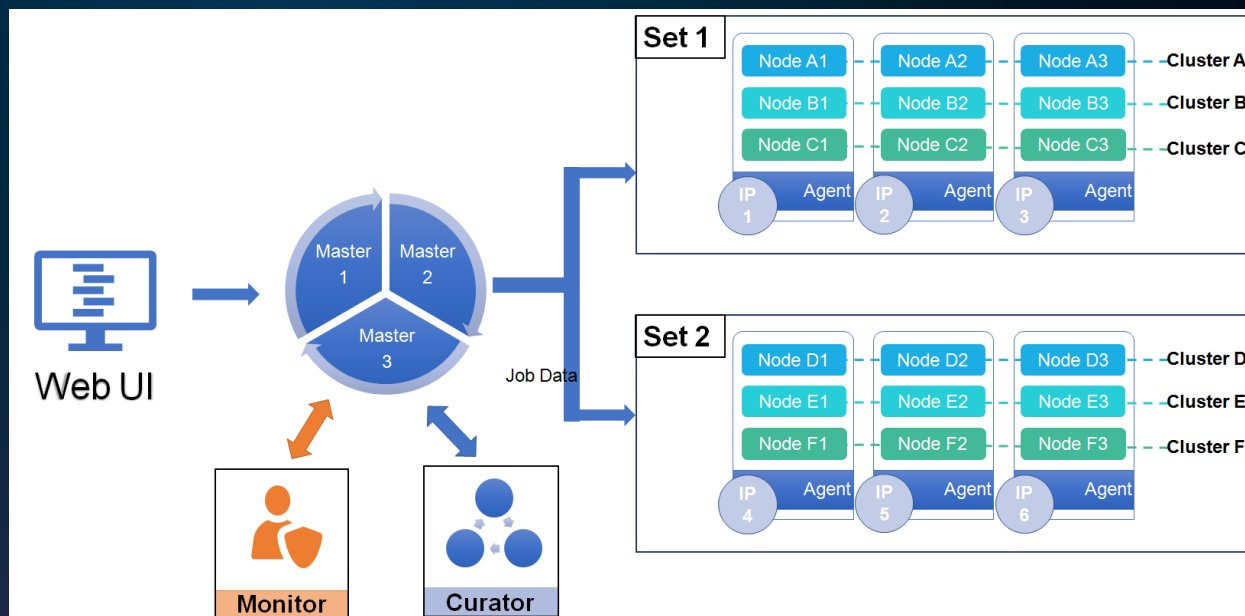 Set 1
Node A1
Node A2
Node A3
Cluster A
Node B1
Node B2
Node B3
Cluster B
Node C1
Node C2
Node C3
Cluster C
IP
1
Agent
IP
2
Agent
IP
3
Agent
Web UI
Master
1
Master
2
Master
3
Job Data
Set 2
Node D1
Node D2
Node D3
Cluster D
Node E1
Node E2
Node E3
Cluster E
Node F1
Node F2
Node F3
Cluster F
IP
4
Agent
IP
5
Agent
IP
6
Agent
Monitor
Curator